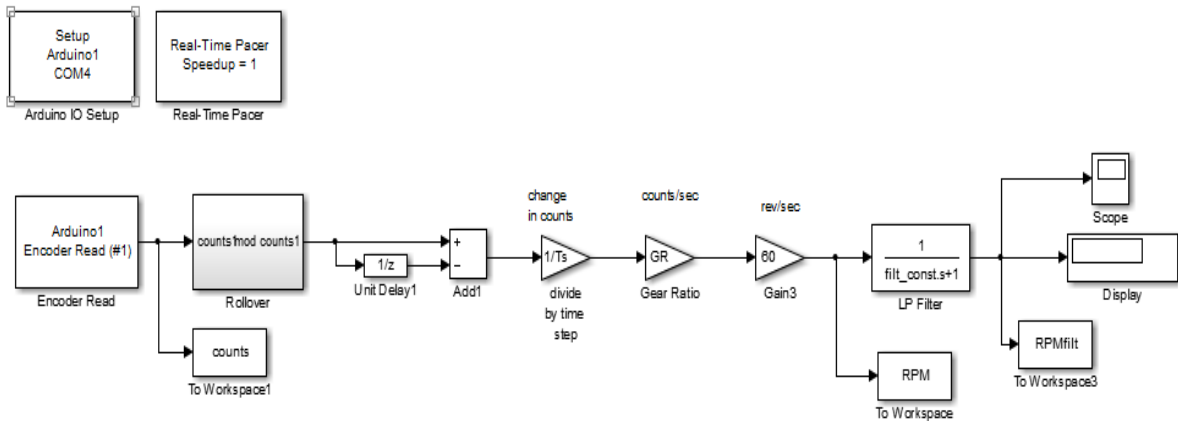 Setup
Arduino1
COM4
Arduino IO Setup
Real-Time Pacer
Speedup = 1
Real-Time Pacer
Arduino1
Encoder Read (#1)
Encoder Read
counts1mod counts1
Rollover
counts
To Workspace1
1/z
Unit Delay1
+
−
Add1
change
in counts
1/Ts
divide
by time
step
counts/sec
GR
Gear Ratio
rev/sec
60
Gain3
RPM
To Workspace
1
filt_const.s+1
LP Filter
Scope
Display
RPMfilt
To Workspace3